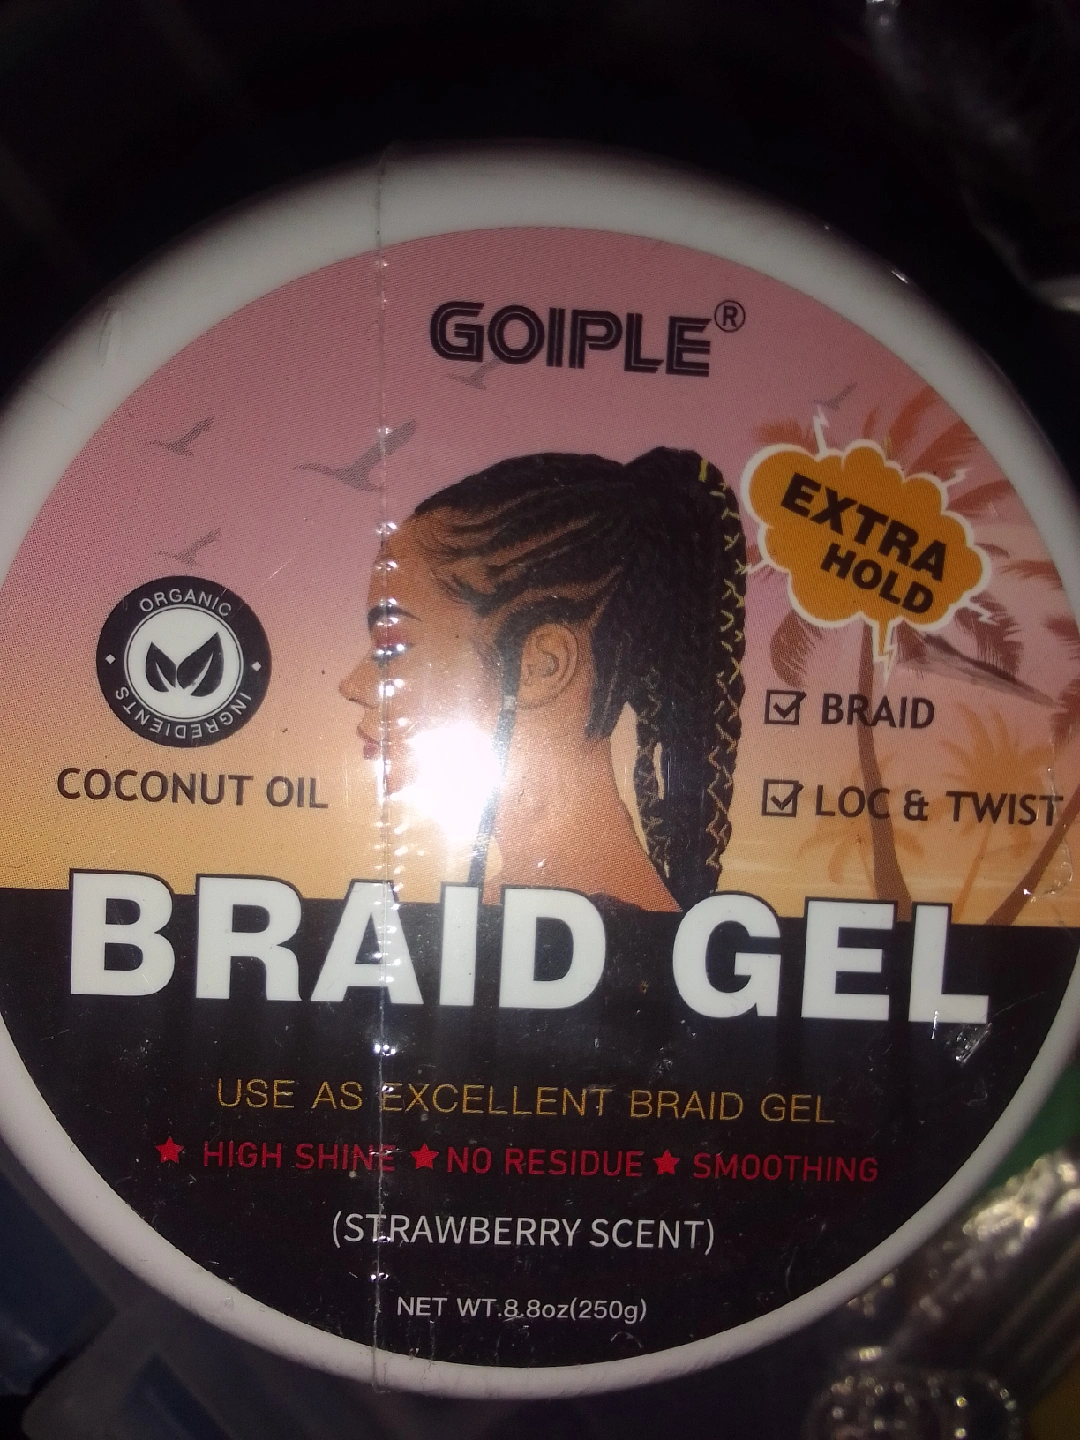 GOIPLE®
EXTRA
HOLD
ORGANIC
INGREDIENTS
COCONUT OIL
BRAID
LOC & TWIST
BRAID GEL
USE AS EXCELLENT BRAID GEL
HIGH SHINE ★ NO RESIDUE ★ SMOOTHING
(STRAWBERRY SCENT)
NET WT.8.8oz(250g)